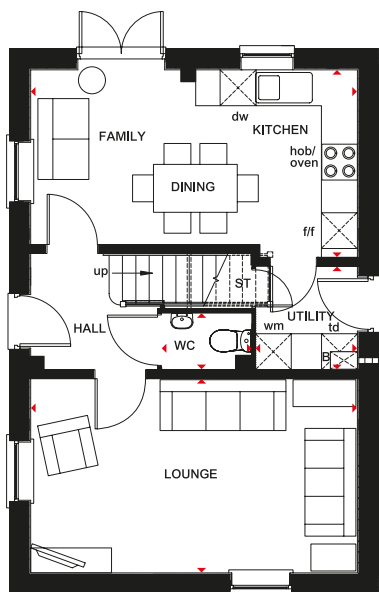 dw
FAMILY
KITCHEN
hob/
oven
DINING
f/f
up
ST
HALL
UTILITY
wm
td
WC
B
LOUNGE